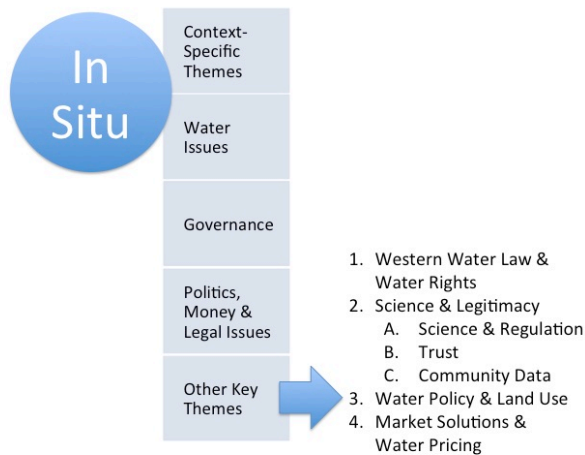 In
Situ
Context-
Specific
Themes
Water
Issues
Governance
Politics,
Money &
Legal Issues
Other Key
Themes
1. Western Water Law &
Water Rights
2. Science & Legitimacy
A. Science & Regulation
B. Trust
C. Community Data
3. Water Policy & Land Use
4. Market Solutions &
Water Pricing